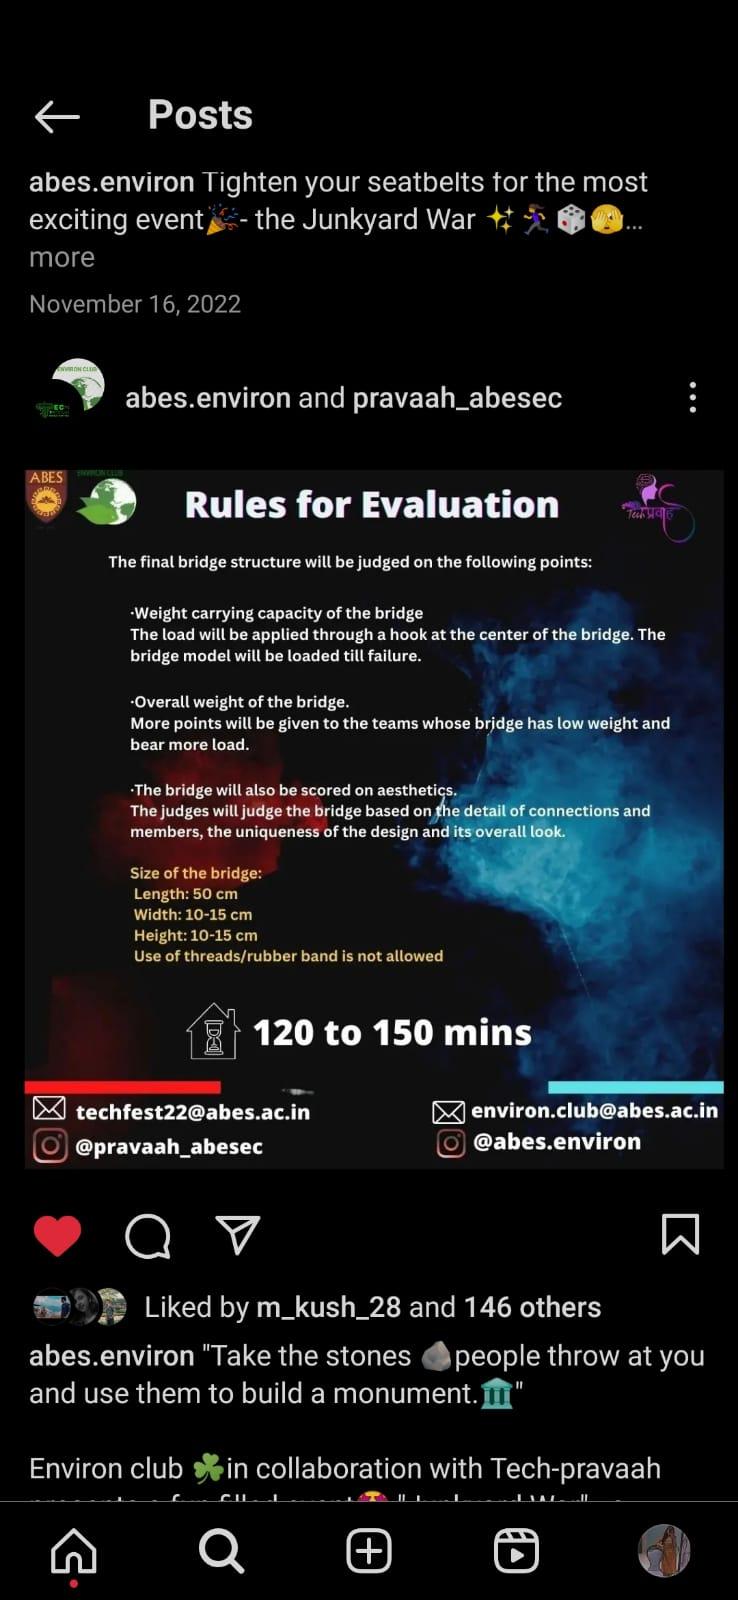 Posts
abes.environ Tighten your seatbelts for the most
exciting event🎉- the Junkyard War ✨🏃‍♀️🎲🫣...
more
November 16, 2022
ENVIRON CLUB
abes.environ and pravaah_abesec
ABES
ENVIRON CLUB
Rules for Evaluation
Tech प्रवाह
The final bridge structure will be judged on the following points:
·Weight carrying capacity of the bridge
The load will be applied through a hook at the center of the bridge. The
bridge model will be loaded till failure.
·Overall weight of the bridge.
More points will be given to the teams whose bridge has low weight and
bear more load.
·The bridge will also be scored on aesthetics.
The judges will judge the bridge based on the detail of connections and
members, the uniqueness of the design and its overall look.
Size of the bridge:
Length: 50 cm
Width: 10-15 cm
Height: 10-15 cm
Use of threads/rubber band is not allowed
120 to 150 mins
techfest22@abes.ac.in
@pravaah_abesec
environ.club@abes.ac.in
@abes.environ
Liked by m_kush_28 and 146 others
abes.environ "Take the stones 🪨people throw at you
and use them to build a monument.🏛️"
Environ club ☘️in collaboration with Tech-pravaah